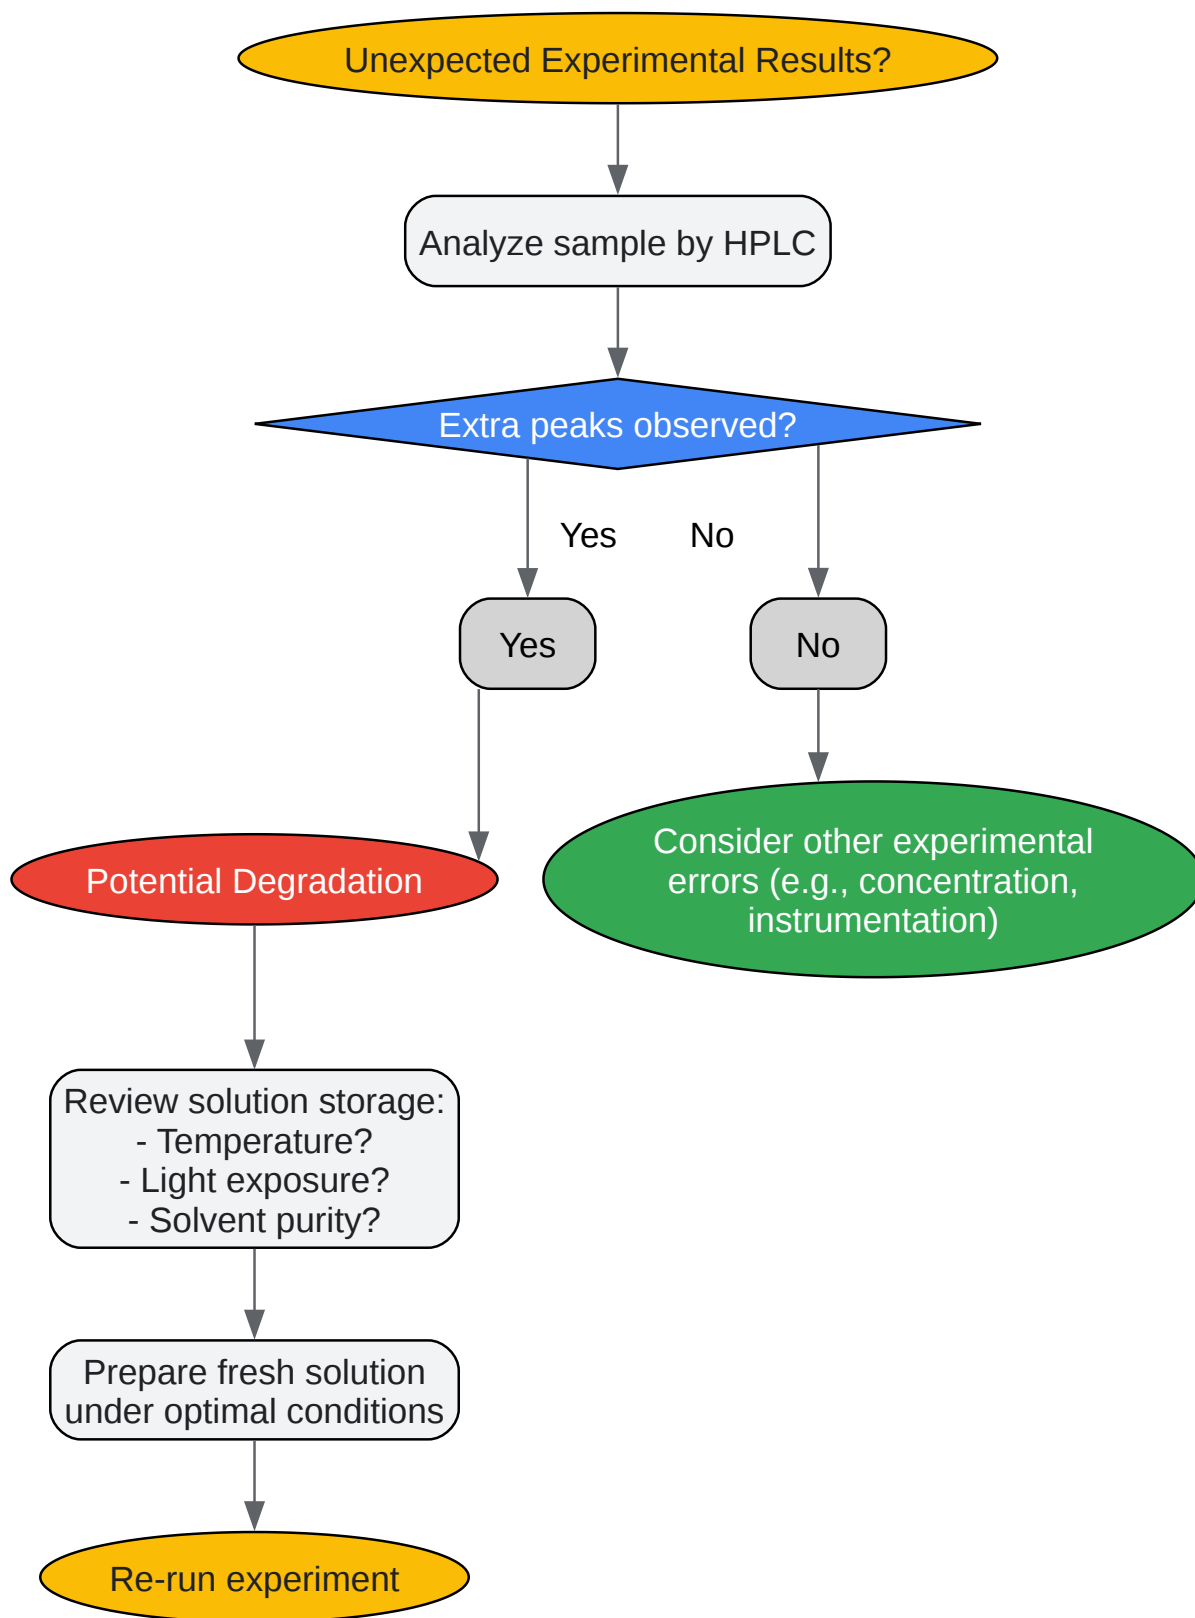 Unexpected Experimental Results?
Analyze sample by HPLC
Extra peaks observed?
Yes
No
Yes
No
Consider other experimental
errors (e.g., concentration,
instrumentation)
Potential Degradation
Review solution storage:
- Temperature?
- Light exposure?
- Solvent purity?
Prepare fresh solution
under optimal conditions
Re-run experiment